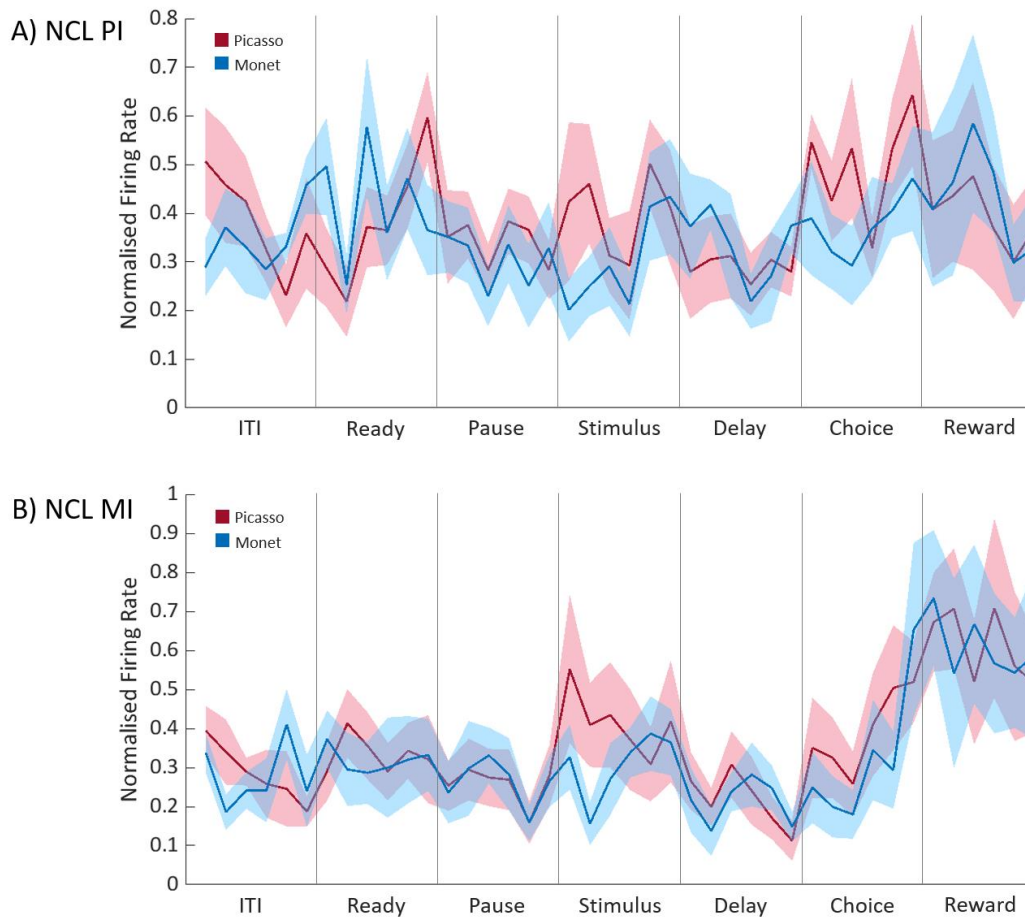 A) NCL PI
Normalised Firing Rate
0.8
0.7
0.6
0.5
0.4
0.3
0.2
0.1
0
Picasso
Monet
ITI Ready Pause Stimulus Delay Choice Reward
B) NCL MI
Normalised Firing Rate
1
0.9
0.8
0.7
0.6
0.5
0.4
0.3
0.2
0.1
0
Picasso
Monet
ITI Ready Pause Stimulus Delay Choice Reward